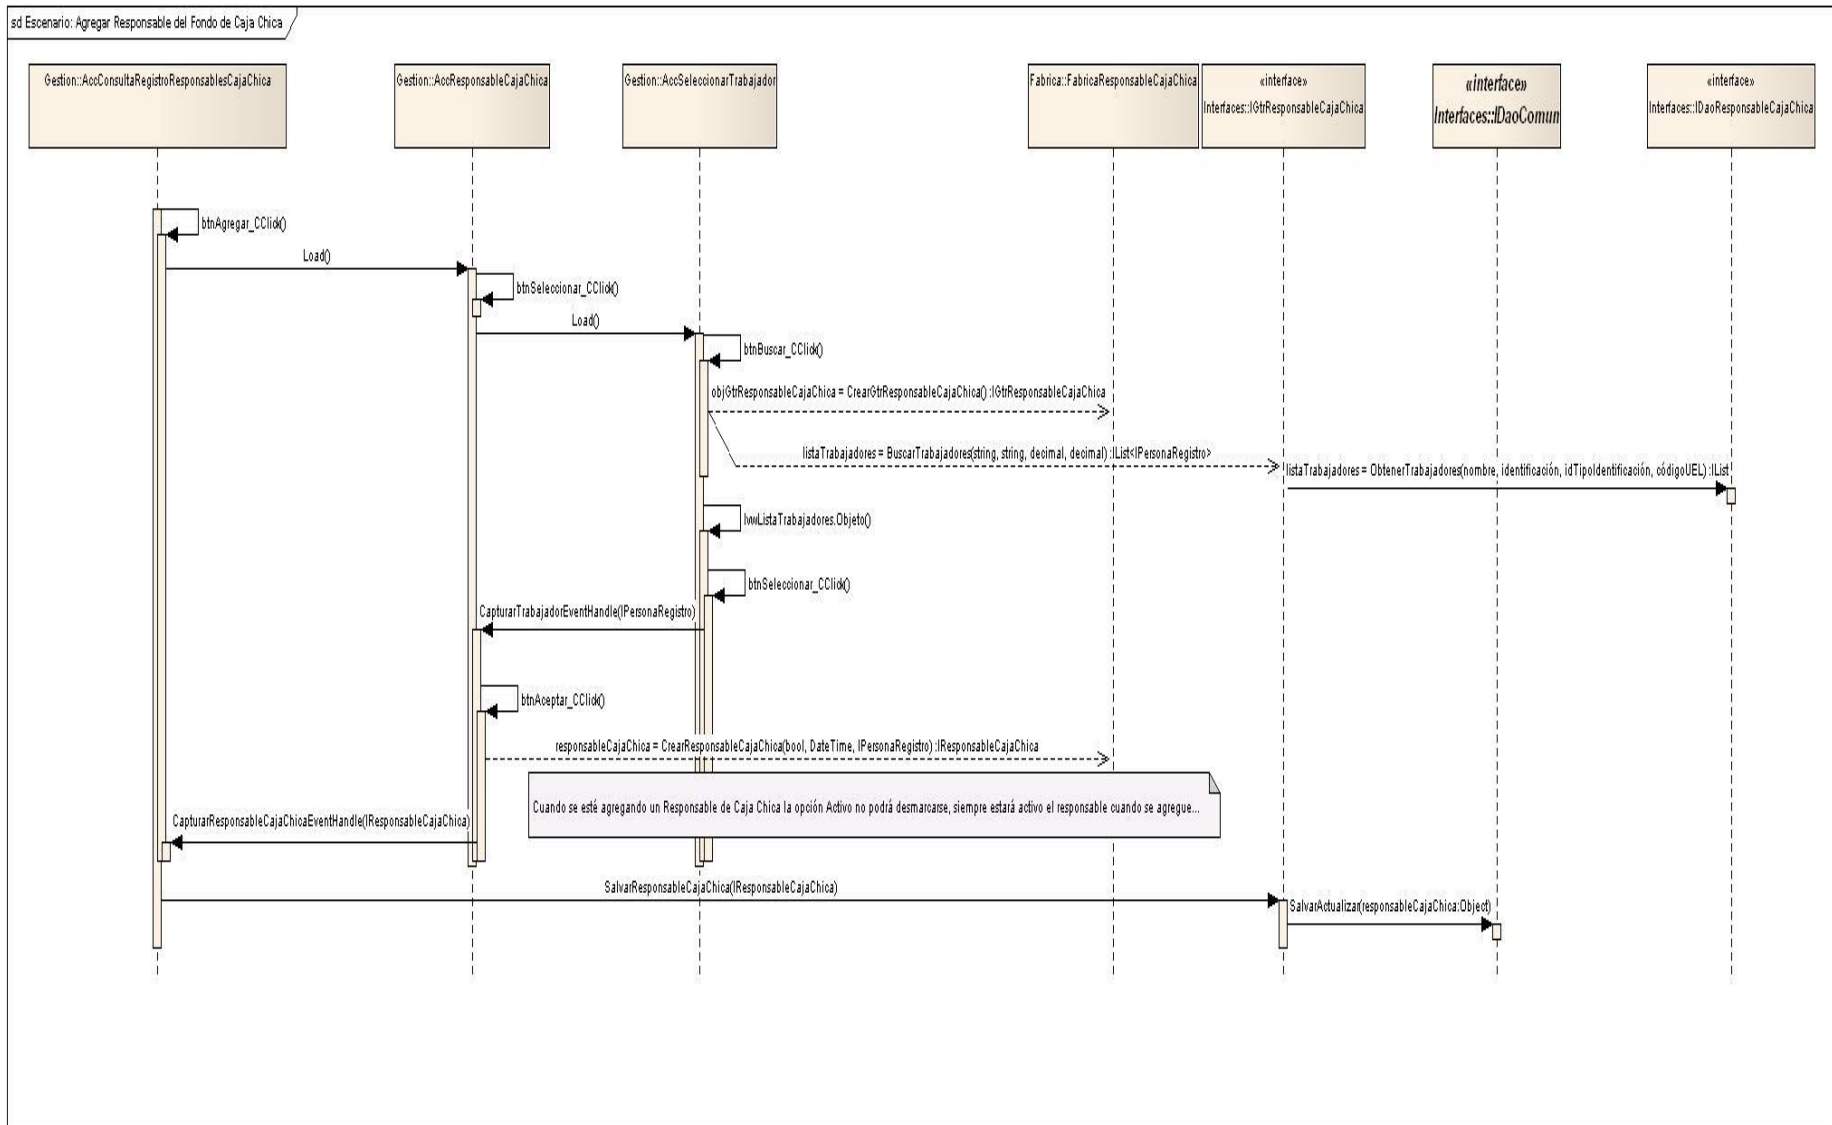 sd Escenario: Agregar Responsable del Fondo de Caja Chica
Gestion::AccConsultaRegistroResponsablesCajaChica
Gestion::AccResponsableCajaChica
Gestion::AccSeleccionarTrabajador
Fabrica::FabricaResponsableCajaChica
«interface»
Interfaces::IGtrResponsableCajaChica
«interface»
Interfaces::IDaoComun
«interface»
Interfaces::IDaoResponsableCajaChica
btnAgregar_CClick()
Load()
btnSeleccionar_CClick()
Load()
btnBuscar_CClick()
objGtrResponsableCajaChica = CrearGtrResponsableCajaChica() :IGtrResponsableCajaChica
listaTrabajadores = BuscarTrabajadores(string, string, decimal, decimal) :IList<IPersonaRegistro>
listaTrabajadores = ObtenerTrabajadores(nombre, identificación, idTipoIdentificación, códigoUEL) :IList
lvwListaTrabajadores.Objeto()
btnSeleccionar_CClick()
CapturarTrabajadorEventHandle(IPersonaRegistro)
btnAceptar_CClick()
responsableCajaChica = CrearResponsableCajaChica(bool, DateTime, IPersonaRegistro) :IResponsableCajaChica
Cuando se esté agregando un Responsable de Caja Chica la opción Activo no podrá desmarcarse, siempre estará activo el responsable cuando se agregue...
CapturarResponsableCajaChicaEventHandle(IResponsableCajaChica)
SalvarResponsableCajaChica(IResponsableCajaChica)
SalvarActualizar(responsableCajaChica:Object)